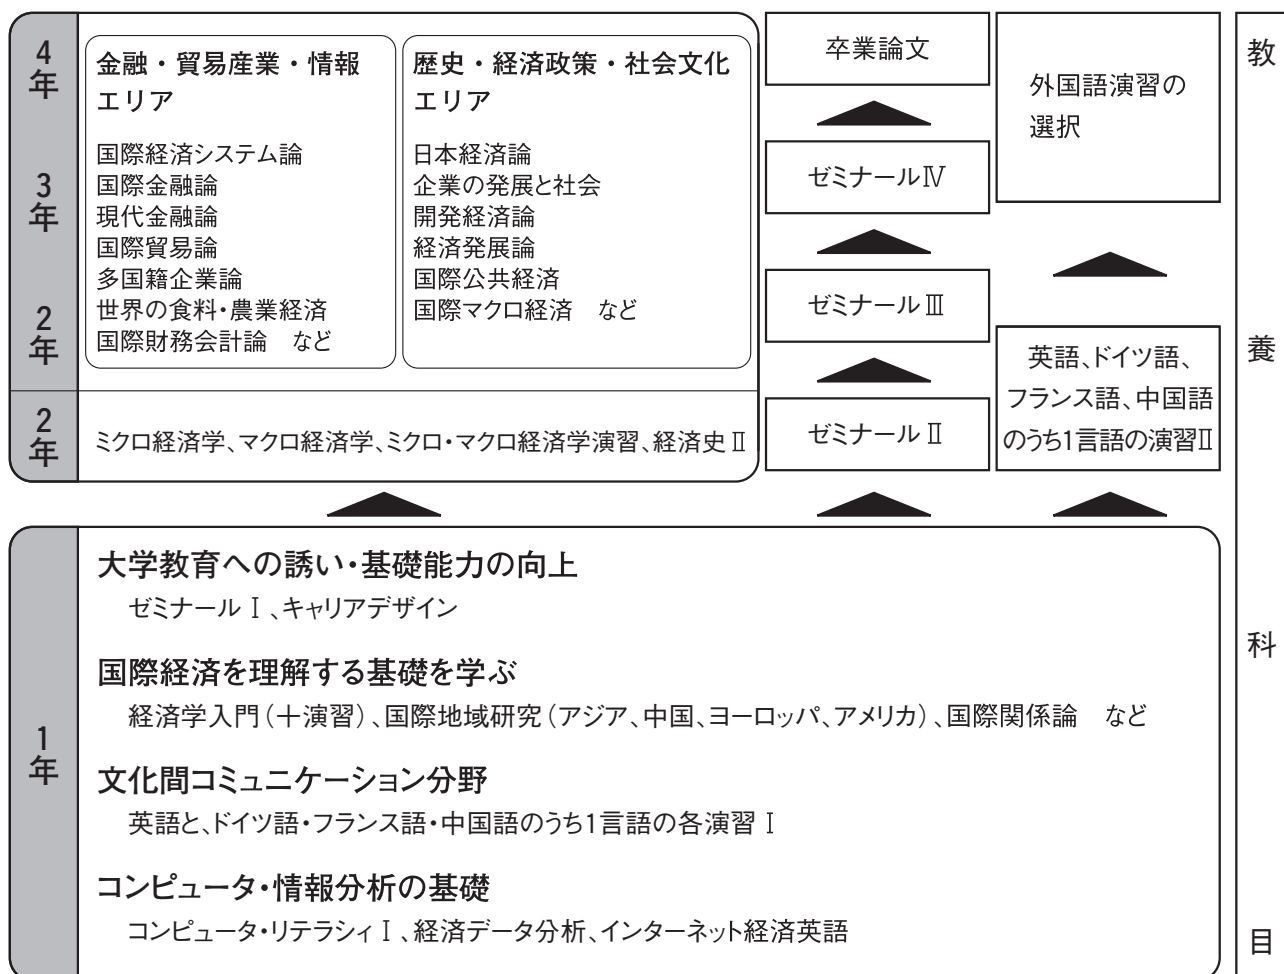 4年
金融・貿易産業・情報
エリア
国際経済システム論
国際金融論
現代金融論
国際貿易論
多国籍企業論
世界の食料・農業経済
国際財務会計論　など
歴史・経済政策・社会文化
エリア
日本経済論
企業の発展と社会
開発経済論
経済発展論
国際公共経済
国際マクロ経済　など
3年
2年
2年
ミクロ経済学、マクロ経済学、ミクロ・マクロ経済学演習、経済史Ⅱ
卒業論文
ゼミナールⅣ
ゼミナールⅢ
ゼミナールⅡ
外国語演習の
選択
英語、ドイツ語、
フランス語、中国語
のうち1言語の演習Ⅱ
1年
大学教育への誘い・基礎能力の向上
ゼミナールⅠ、キャリアデザイン
国際経済を理解する基礎を学ぶ
経済学入門（＋演習）、国際地域研究（アジア、中国、ヨーロッパ、アメリカ）、国際関係論　など
文化間コミュニケーション分野
英語と、ドイツ語・フランス語・中国語のうち1言語の各演習Ⅰ
コンピュータ・情報分析の基礎
コンピュータ・リテラシィⅠ、経済データ分析、インターネット経済英語
教養科目